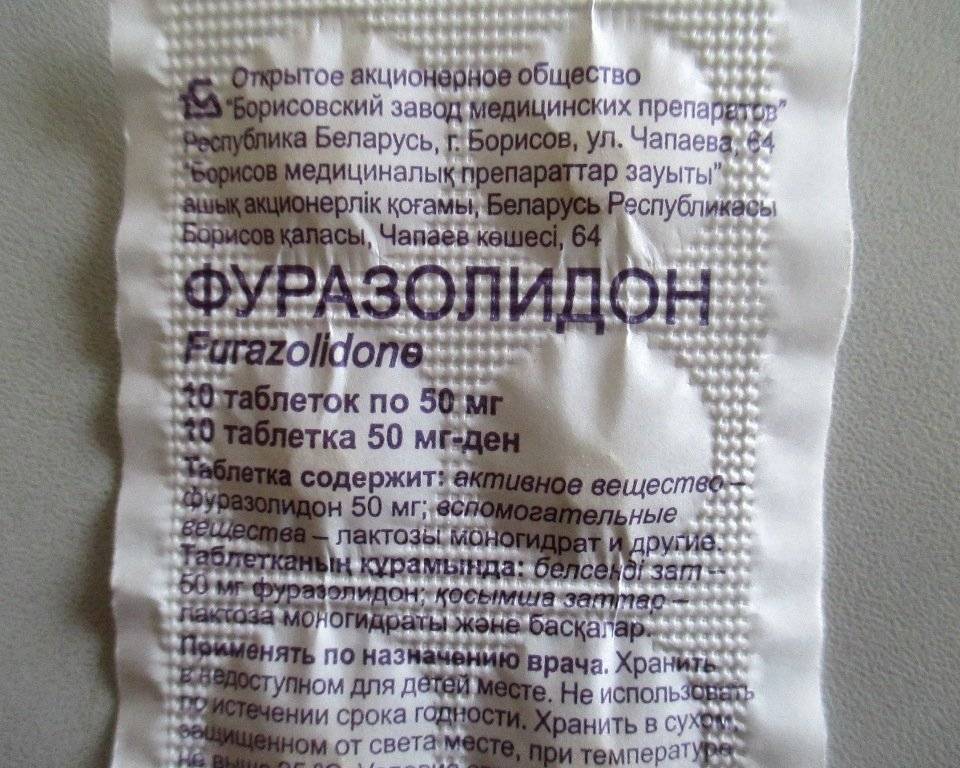 Открытое акционерное общество
"Борисовский завод медицинских препаратов"
Республика Беларусь, г. Борисов, ул. Чапаева, 64
"Борисов медициналық препараттар зауыты"
ашық акционерлік қоғамы, Беларусь Республикасы
Борисов қаласы, Чапаев көшесі, 64
ФУРАЗОЛИДОН
Furazolidone
10 таблеток по 50 мг
10 таблетка 50 мг-ден
Таблетка содержит: активное вещество –
фуразолидон 50 мг; вспомогательные
вещества – лактозы моногидрат и другие.
Таблетканың құрамында: белсенді зат –
50 мг фуразолидон; қосымша заттар –
лактоза моногидраты және басқалар.
Применять по назначению врача. Хранить
в недоступном для детей месте. Не использовать
по истечении срока годности. Хранить в сухом,
защищенном от света месте, при температуре
не выше 25 °C.